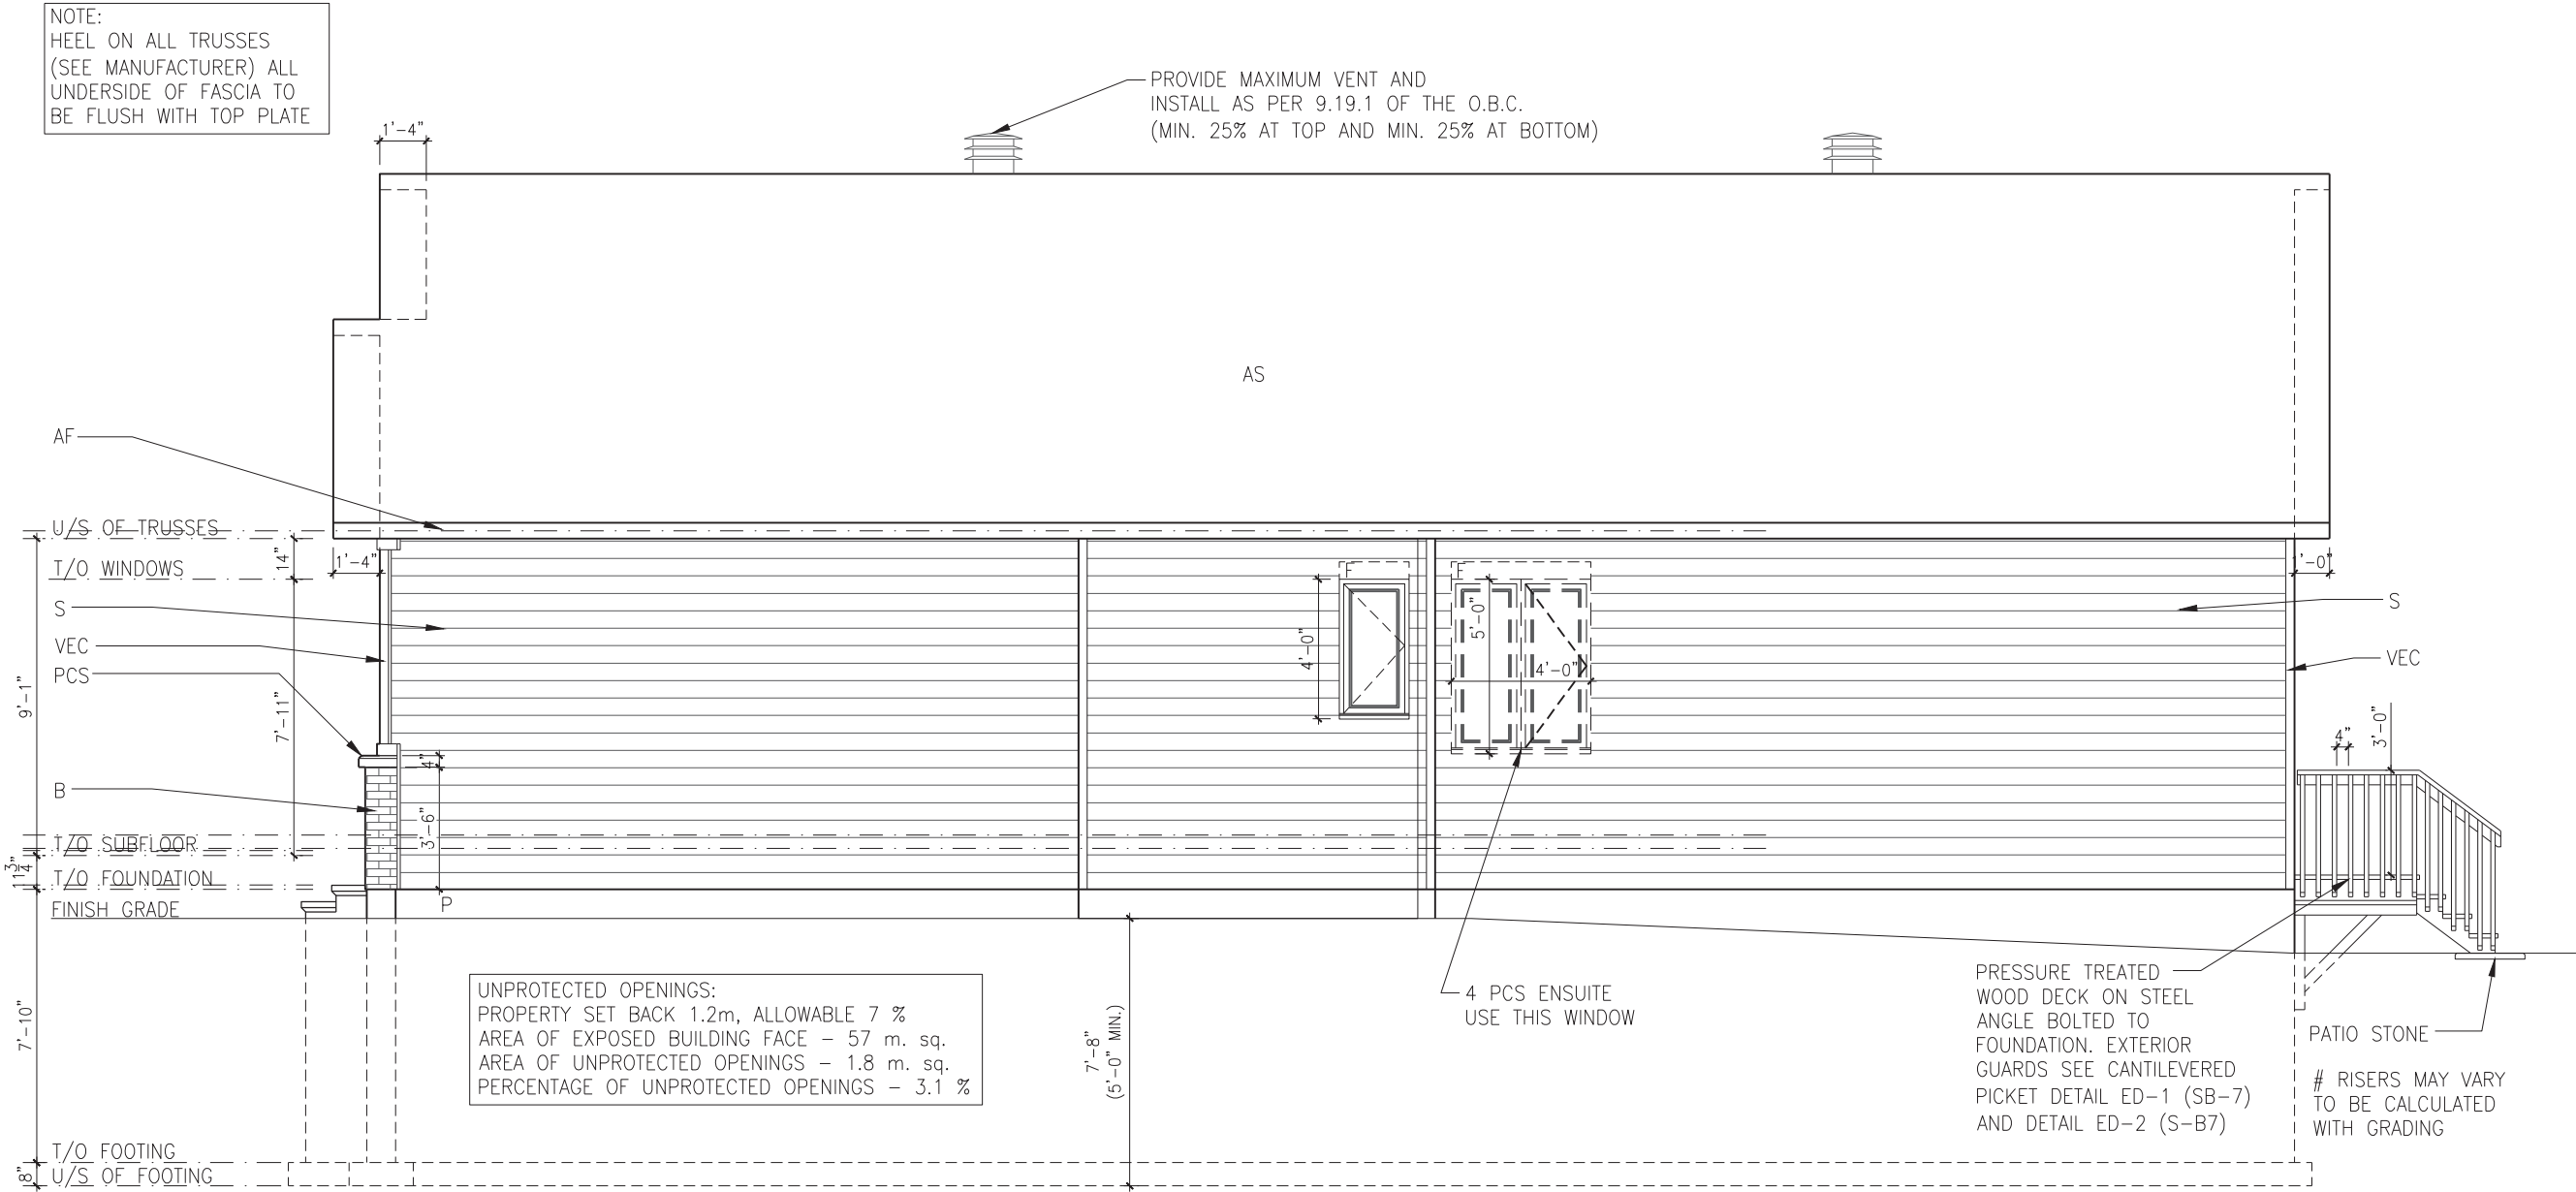 NOTE:
HEEL ON ALL TRUSSES
(SEE MANUFACTURER) ALL
UNDERSIDE OF FASCIA TO
BE FLUSH WITH TOP PLATE
1'-4"
PROVIDE MAXIMUM VENT AND
INSTALL AS PER 9.19.1 OF THE O.B.C.
(MIN. 25% AT TOP AND MIN. 25% AT BOTTOM)
AS
AF
U/S OF TRUSSES
14"
1'-4"
T/O WINDOWS
F
F
1'-0"
S
S
VEC
VEC
PCS
4'-0"
5'-0"
4'-0"
9'-1"
7'-11"
4"
3'-6"
4"
3'-0"
B
T/O SUBFLOOR
11 3/4"
T/O FOUNDATION
P
FINISH GRADE
UNPROTECTED OPENINGS:
PROPERTY SET BACK 1.2m, ALLOWABLE 7 %
AREA OF EXPOSED BUILDING FACE - 57 m. sq.
AREA OF UNPROTECTED OPENINGS - 1.8 m. sq.
PERCENTAGE OF UNPROTECTED OPENINGS - 3.1 %
7'-10"
7'-8"
(5'-0" MIN.)
4 PCS ENSUITE
USE THIS WINDOW
PRESSURE TREATED
WOOD DECK ON STEEL
ANGLE BOLTED TO
FOUNDATION. EXTERIOR
GUARDS SEE CANTILEVERED
PICKET DETAIL ED-1 (SB-7)
AND DETAIL ED-2 (S-B7)
PATIO STONE
# RISERS MAY VARY
TO BE CALCULATED
WITH GRADING
T/O FOOTING
8"
U/S OF FOOTING